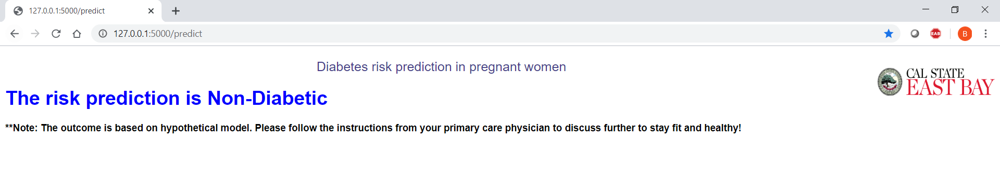 127.0.0.1:5000/predict
127.0.0.1:5000/predict
EAB
B
Diabetes risk prediction in pregnant women
CAL STATE
EAST BAY
The risk prediction is Non-Diabetic
**Note: The outcome is based on hypothetical model. Please follow the instructions from your primary care physician to discuss further to stay fit and healthy!